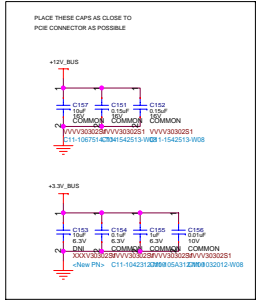 PLACE THESE CAPS AS CLOSE TO
PCIE CONNECTOR AS POSSIBLE
+12V_BUS
C157 C151 C152
10uF 0.15uF 0.15uF
16V 16V 16V
COMMON COMMON COMMON
+3.3V_BUS
C153 C154 C155 C156
10uF 0.1uF 1uF 0.01uF
6.3V 6.3V 6.3V 10V
DNI COMMON COMMON COMMON
<New PN>